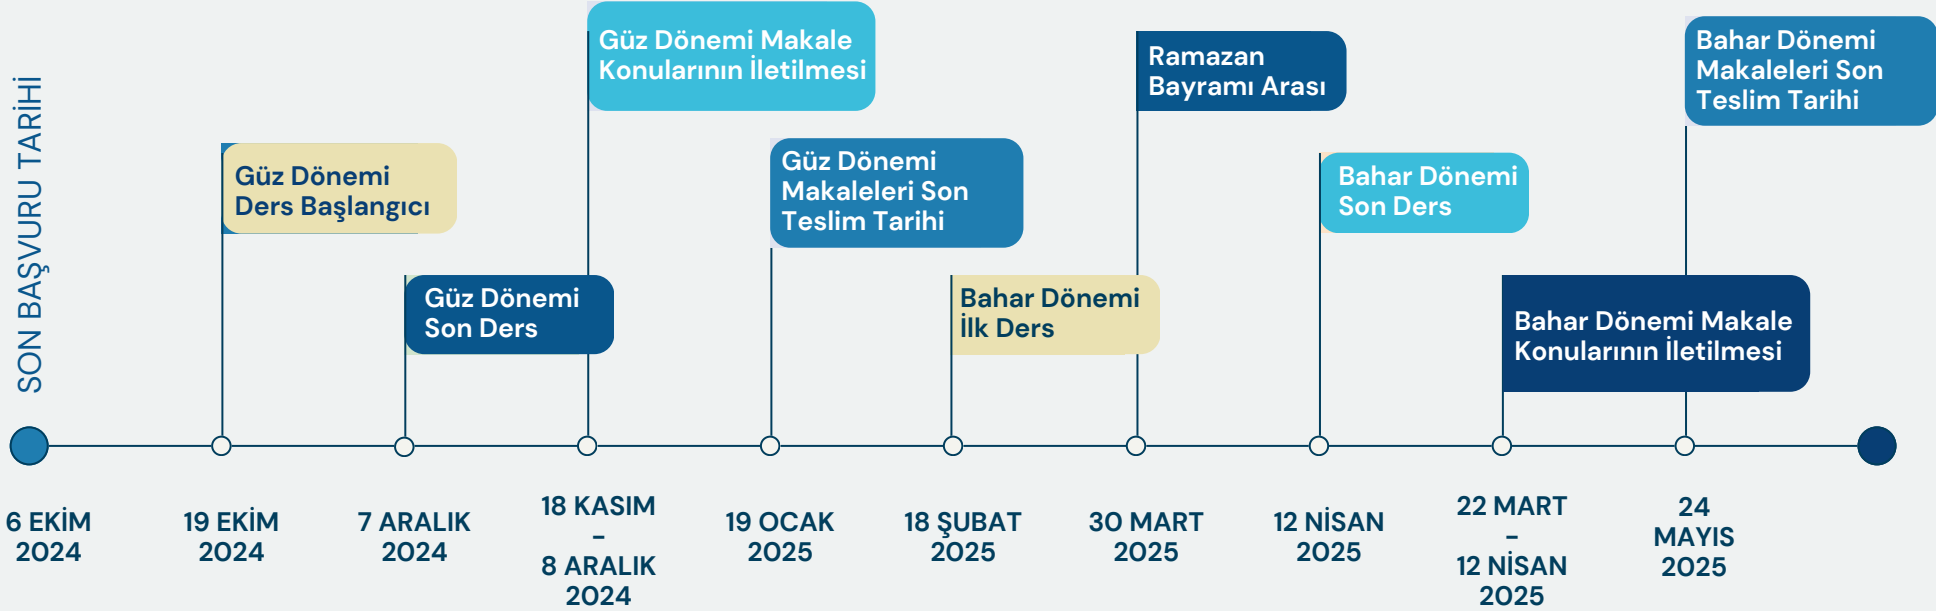 SON BAŞVURU TARİHİ
6 EKİM
2024
Güz Dönemi
Ders Başlangıcı
19 EKİM
2024
Güz Dönemi
Son Ders
7 ARALIK
2024
Güz Dönemi Makale
Konularının İletilmesi
18 KASIM
–
8 ARALIK
2024
Güz Dönemi
Makaleleri Son
Teslim Tarihi
19 OCAK
2025
Bahar Dönemi
İlk Ders
18 ŞUBAT
2025
Ramazan
Bayramı Arası
30 MART
2025
Bahar Dönemi
Son Ders
12 NİSAN
2025
Bahar Dönemi Makale
Konularının İletilmesi
22 MART
–
12 NİSAN
2025
Bahar Dönemi
Makaleleri Son
Teslim Tarihi
24
MAYIS
2025